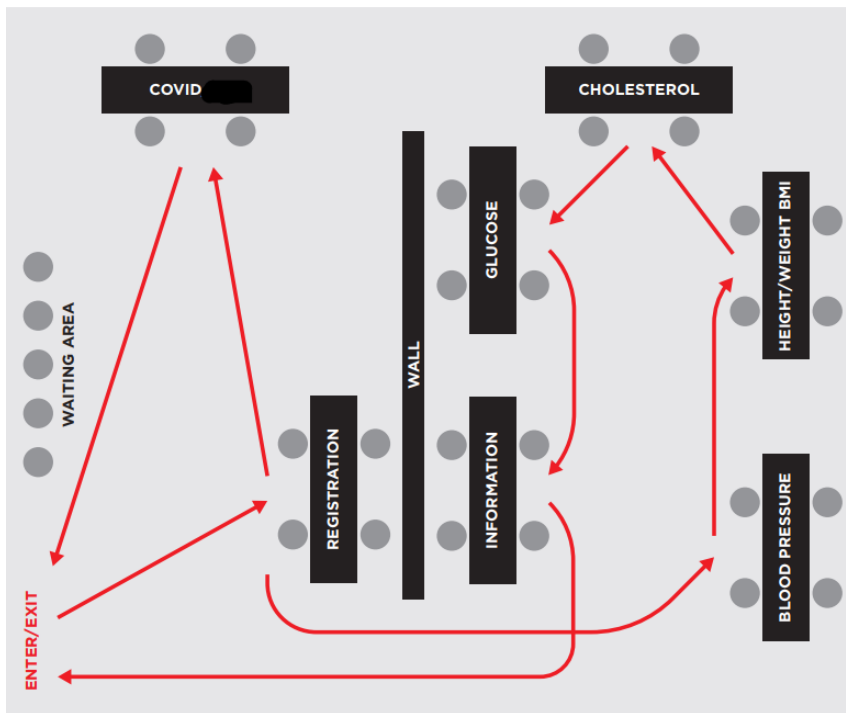 COVID
CHOLESTEROL
GLUCOSE
HEIGHT/WEIGHT BMI
WAITING AREA
WALL
REGISTRATION
INFORMATION
BLOOD PRESSURE
ENTER/EXIT